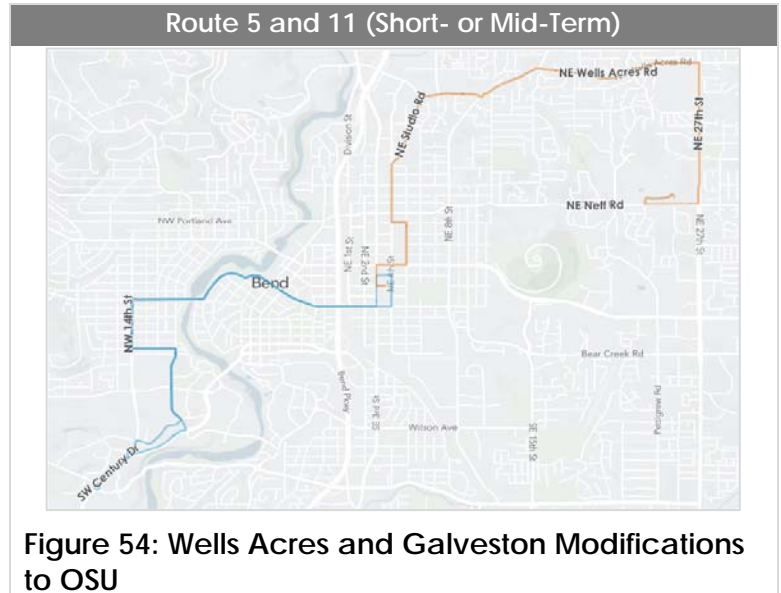 Route 5 and 11 (Short- or Mid-Term)
Acres Rd
NE Wells Acres Rd
NE Studio Rd
Division St
NE 27th St
NE Neff Rd
NW Portland Ave
NE 8th St
NE 27th St
NE 1st St
NE 2nd St
Bend
NW 14th St
Bear Creek Rd
Bend Pkwy
SE 3rd St
Wilson Ave
SE 15th St
Pettigrew Rd
SW Century Dr
Figure 54: Wells Acres and Galveston Modifications
to OSU